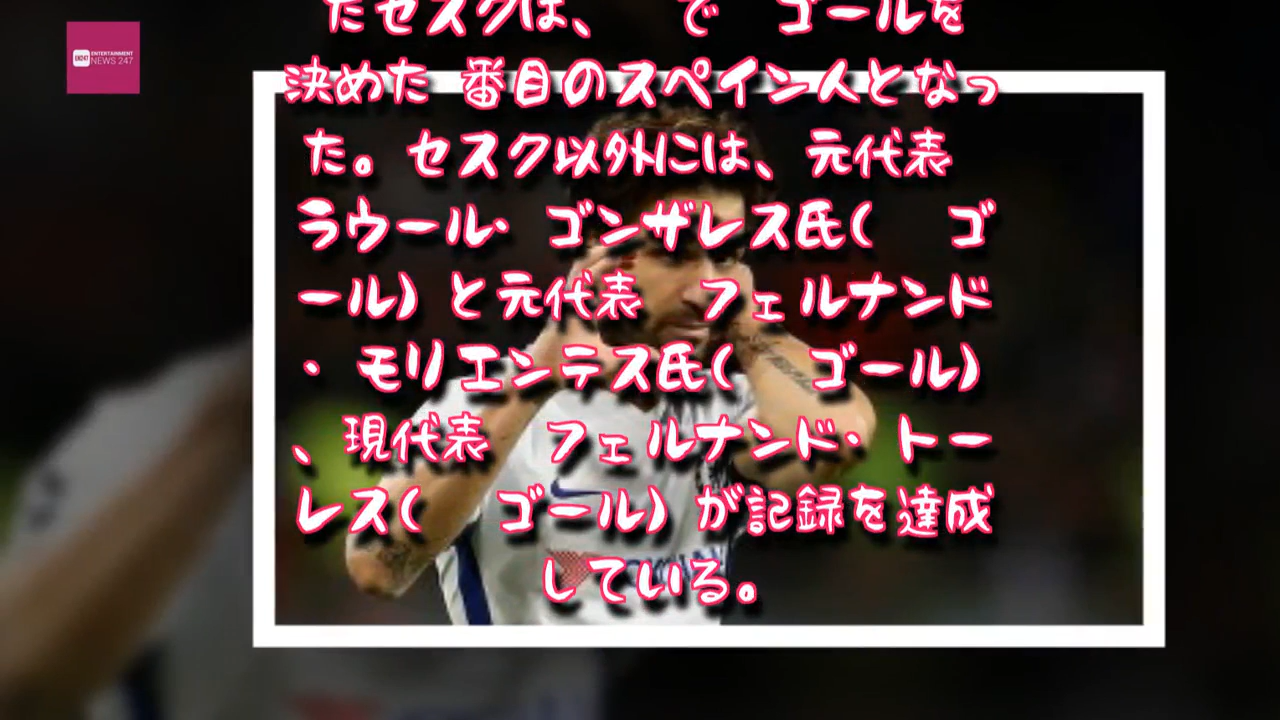 ENTERTAINMENT
NEWS 247
たセスクは、 で ゴールを
決めた 番目のスペイン人となっ
た。セスク以外には、元代表
ラウール・ ゴンザレス氏( ゴ
ール)と元代表 フェルナンド
・ モリエンテス氏( ゴール)
、現代表 フェルナンド・トー
レス( ゴール)が記録を達成
している。